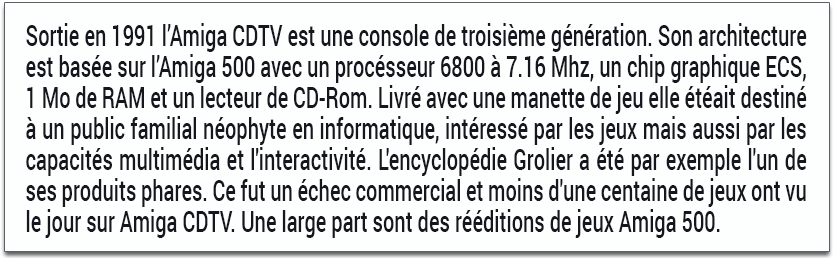 Sortie en 1991 l'Amiga CDTV est une console de troisième génération. Son architecture
est basée sur l'Amiga 500 avec un procésseur 6800 à 7.16 Mhz, un chip graphique ECS,
1 Mo de RAM et un lecteur de CD-Rom. Livré avec une manette de jeu elle étéait destiné
à un public familial néophyte en informatique, intéressé par les jeux mais aussi par les
capacités multimédia et l'interactivité. L'encyclopédie Grolier a été par exemple l'un de
ses produits phares. Ce fut un échec commercial et moins d'une centaine de jeux ont vu
le jour sur Amiga CDTV. Une large part sont des rééditions de jeux Amiga 500.